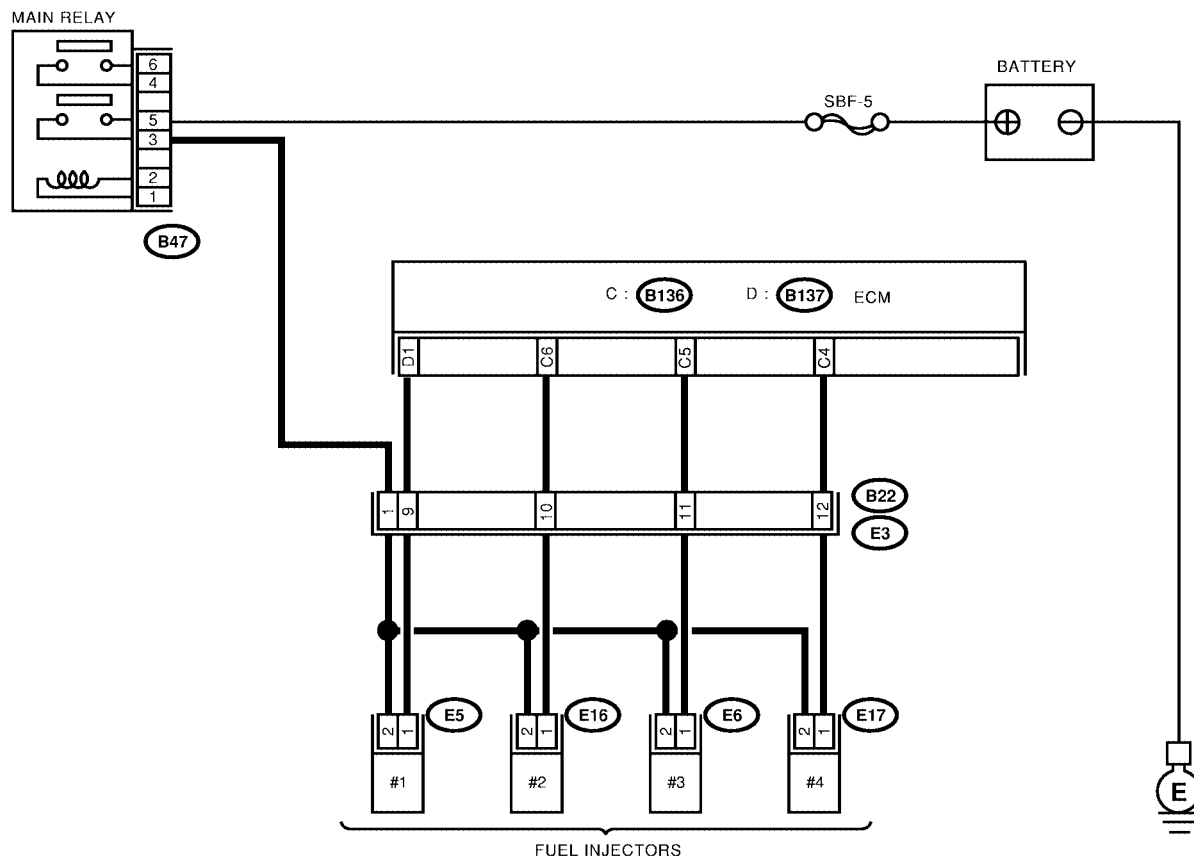 MAIN RELAY
6
4
5
3
2
1
B47
SBF-5
BATTERY
C : B136 D : B137 ECM
D1 C6 C5 C4
1 9 10 11 12
B22
E3
2 1 E5 2 1 E16 2 1 E6 2 1 E17
#1 #2 #3 #4
E
FUEL INJECTORS